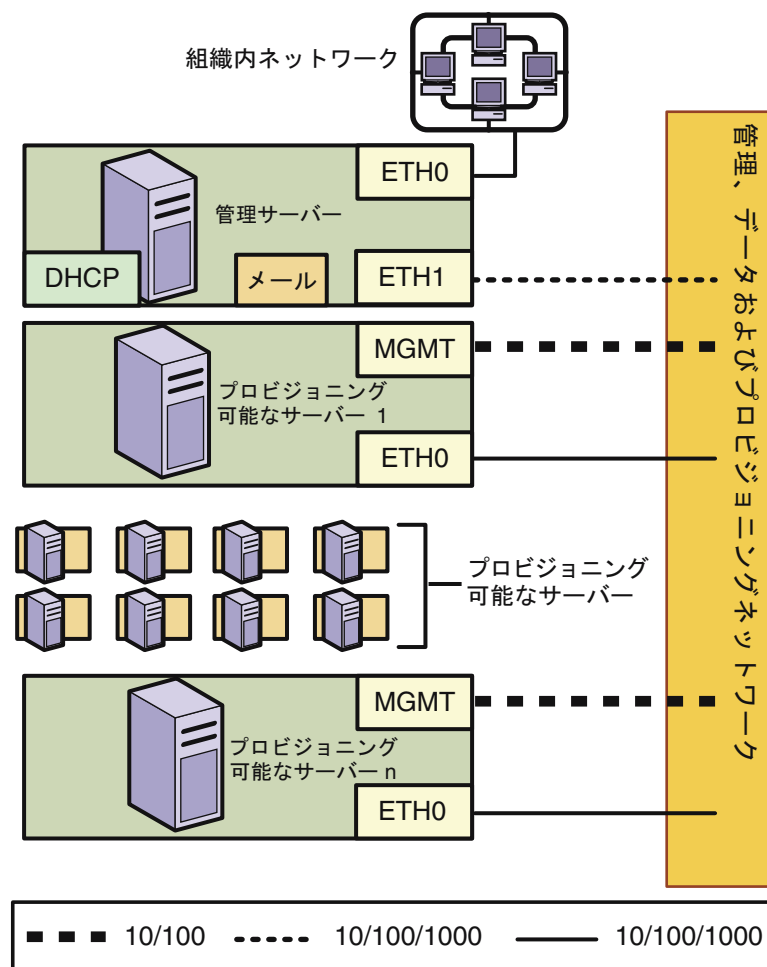 組織内ネットワーク
ETH0
管理サーバー
DHCP
メール
ETH1
MGMT
プロビジョニング
可能なサーバー 1
ETH0
プロビジョニング
可能なサーバー
MGMT
プロビジョニング
可能なサーバー n
ETH0
管理、データおよびプロビジョニングネットワーク
10/100
10/100/1000
10/100/1000